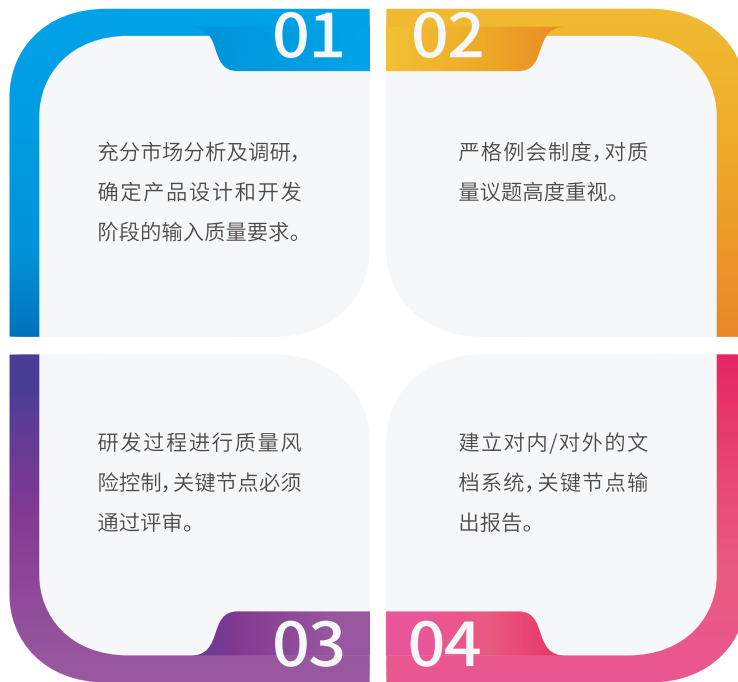 01
充分市场分析及调研，
确定产品设计和开发
阶段的输入质量要求。
02
严格例会制度，对质
量议题高度重视。
研发过程进行质量风
险控制，关键节点必须
通过评审。
03
建立对内/对外的文
档系统，关键节点输
出报告。
04